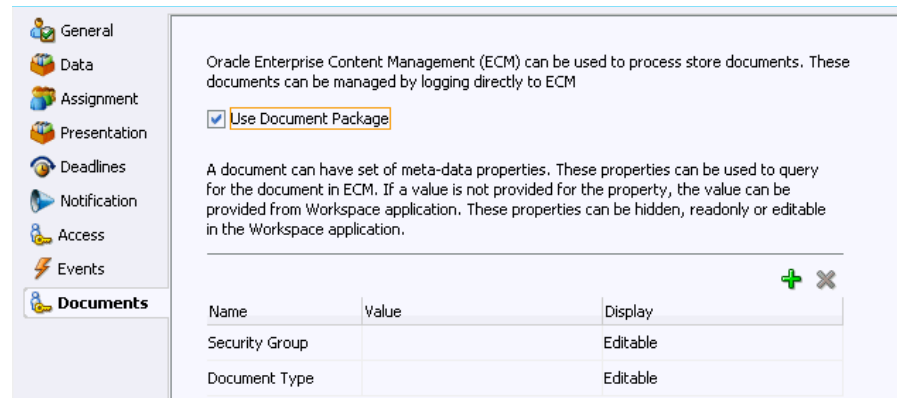 General
Data
Assignment
Presentation
Deadlines
Notification
Access
Events
Documents
Oracle Enterprise Content Management (ECM) can be used to process store documents. These
documents can be managed by logging directly to ECM
Use Document Package
A document can have set of meta-data properties. These properties can be used to query
for the document in ECM. If a value is not provided for the property, the value can be
provided from Workspace application. These properties can be hidden, readonly or editable
in the Workspace application.
Name Value Display
Security Group Editable
Document Type Editable